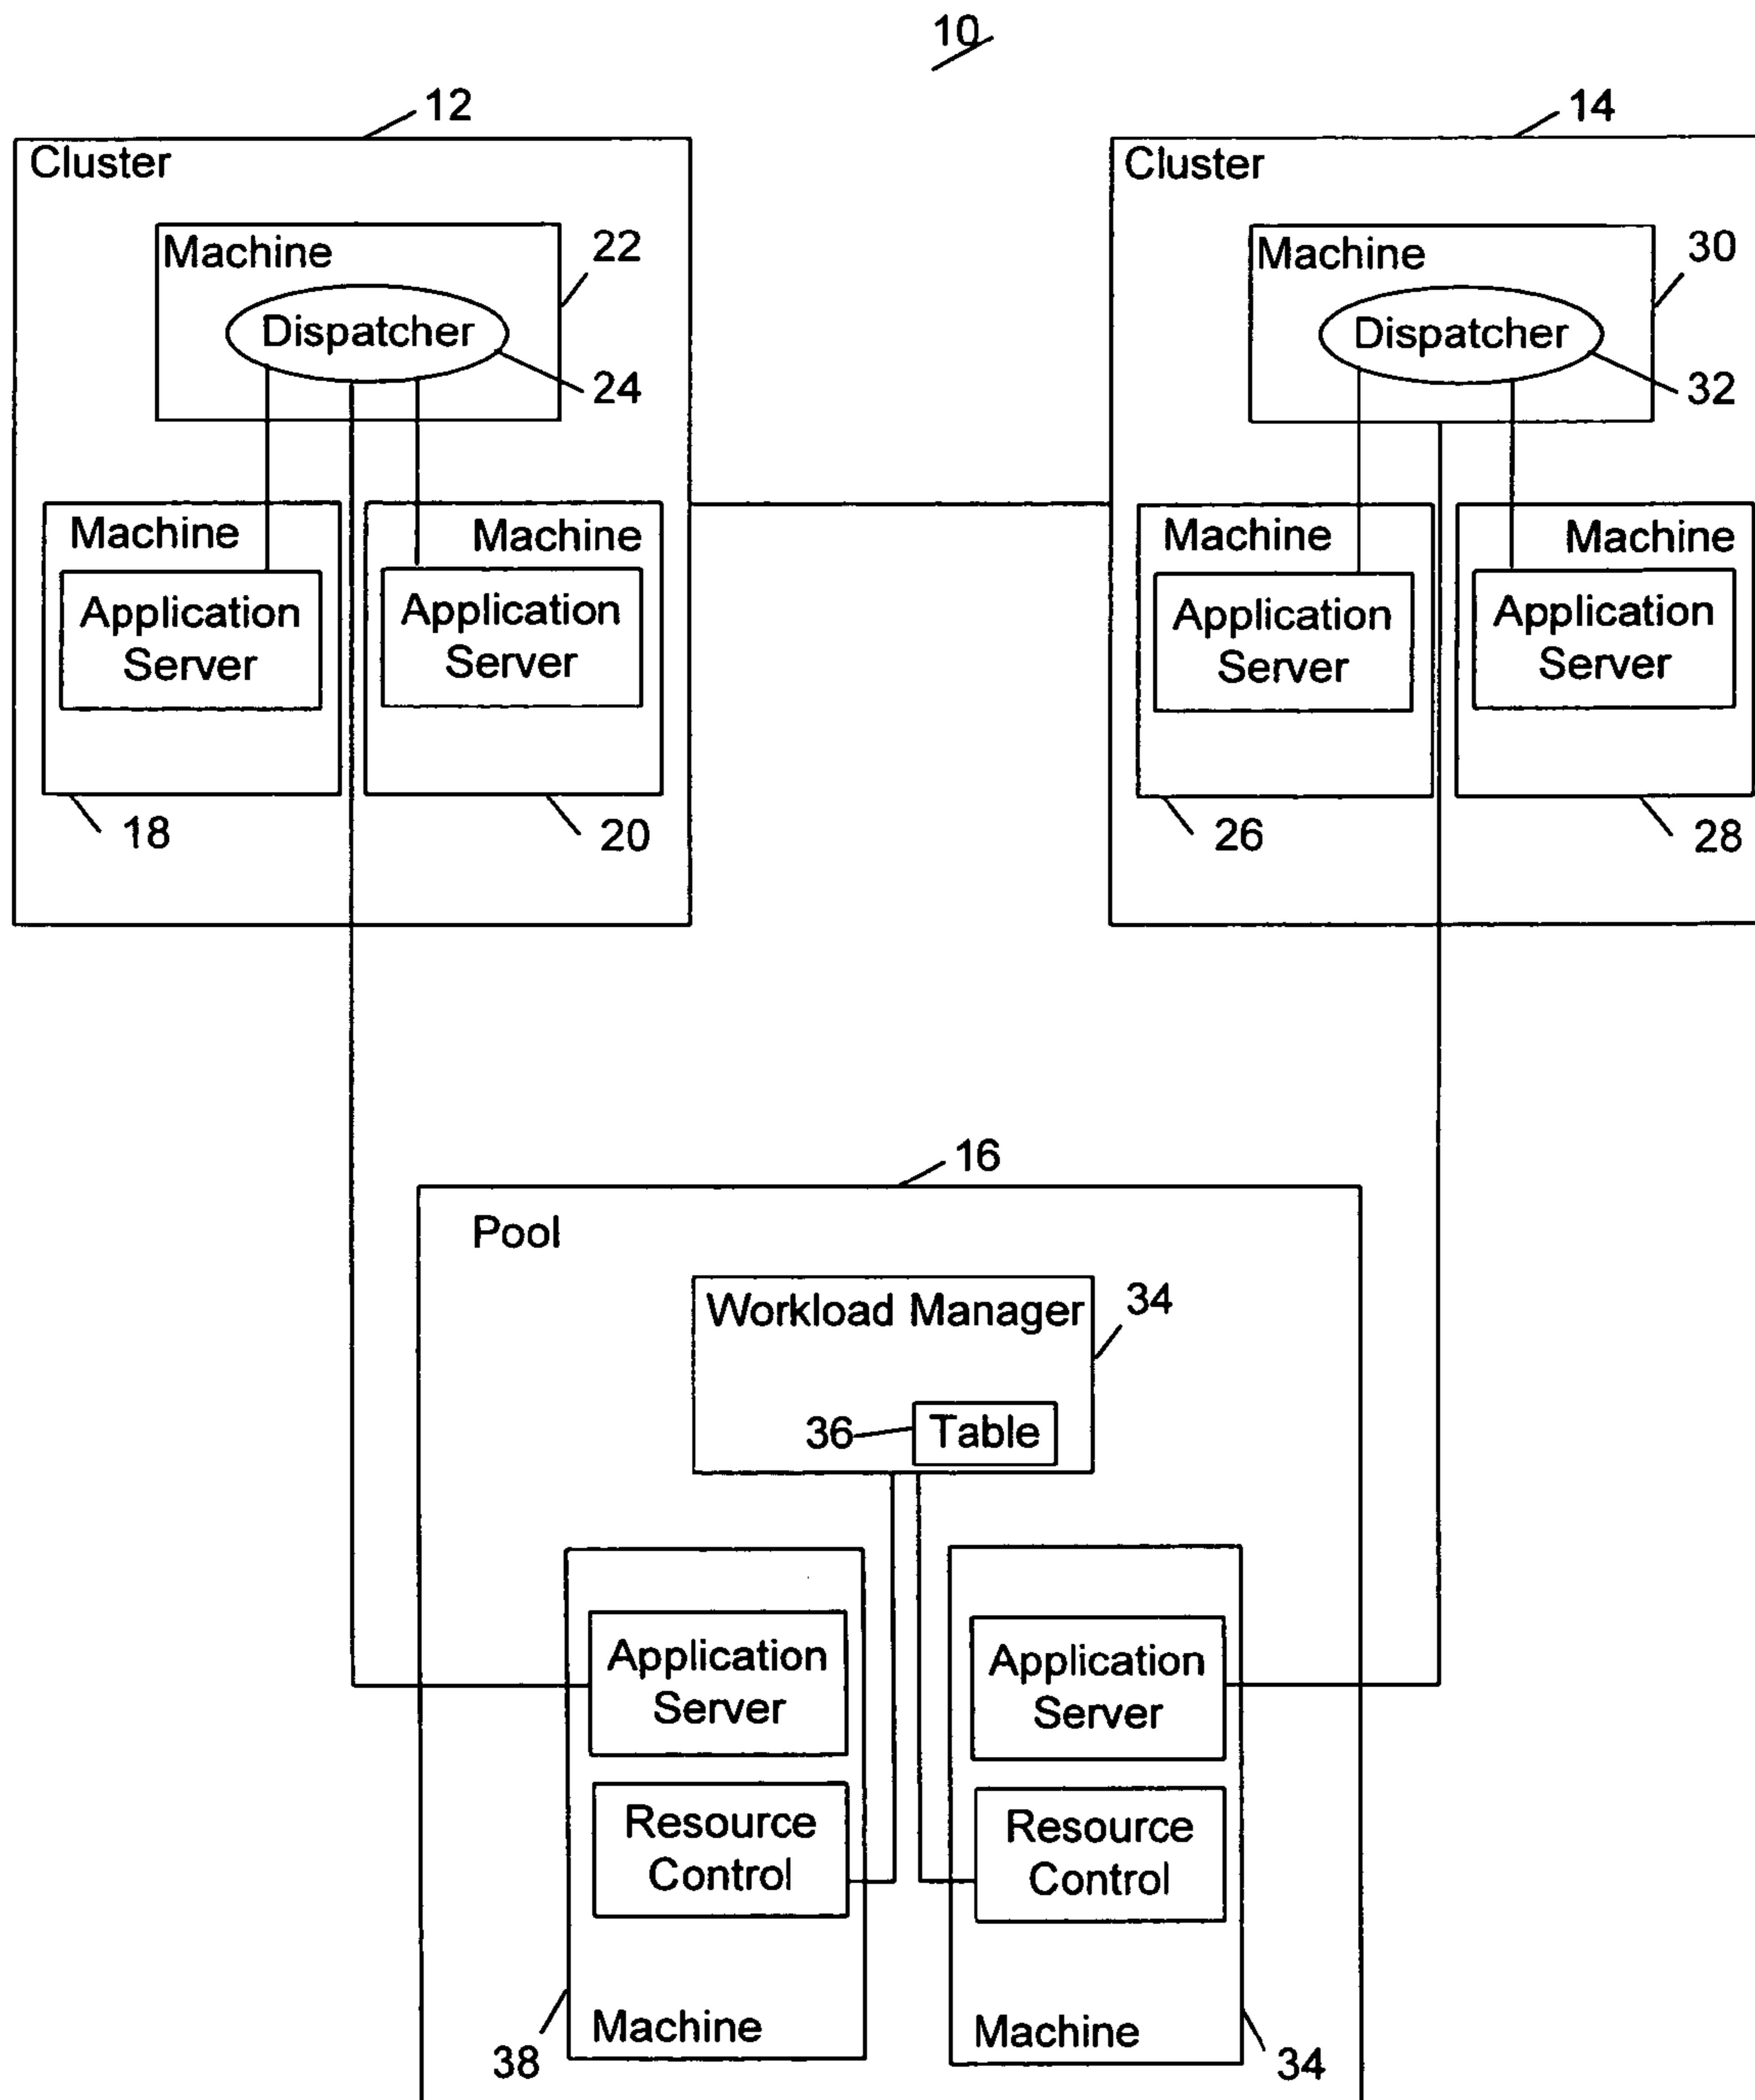 10
12
14
Cluster
Cluster
Machine
22
Machine
30
Dispatcher
Dispatcher
24
32
Machine
Machine
Machine
Machine
Application
Server
Application
Server
Application
Server
Application
Server
18
20
26
28
16
Pool
Workload Manager
34
36
Table
Application
Server
Application
Server
Resource
Control
Resource
Control
Machine
Machine
38
34